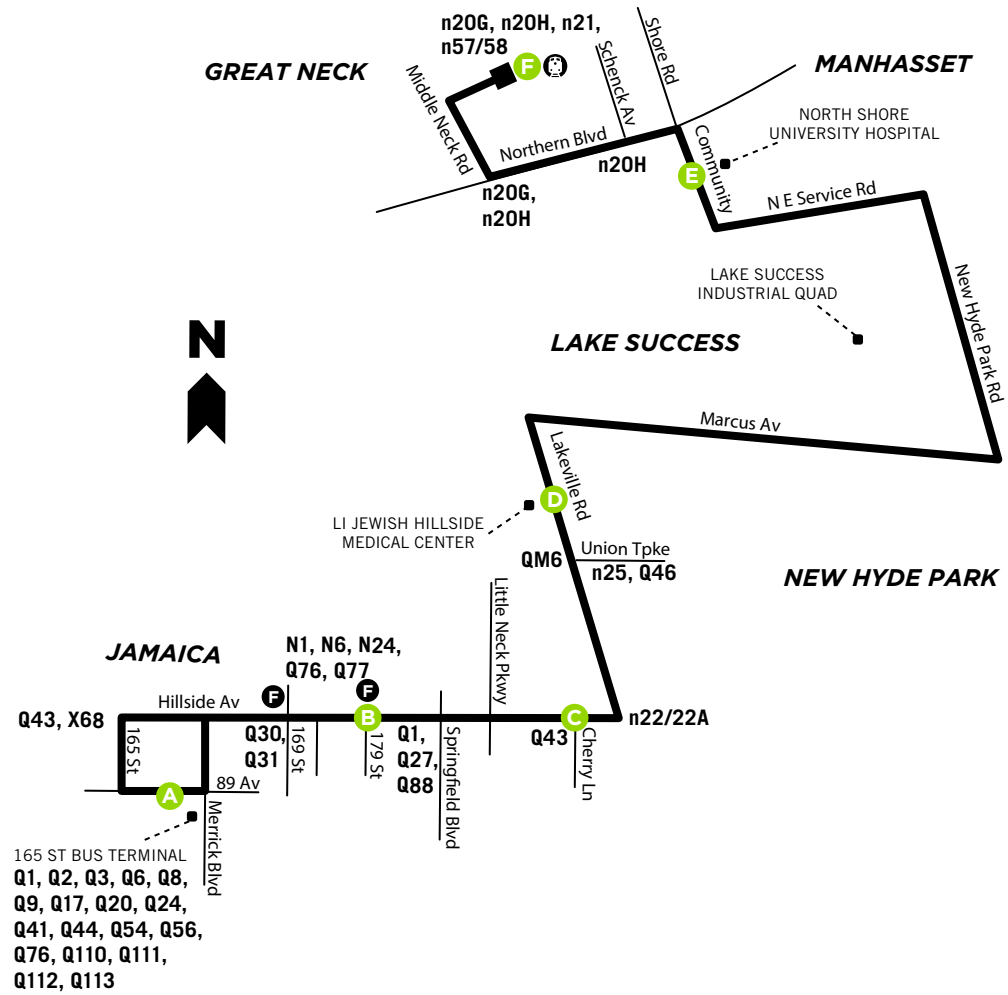 n20G, n20H, n21,
n57/58
F
GREAT NECK
Middle Neck Rd
Schenck Av
Shore Rd
MANHASSET
NORTH SHORE
UNIVERSITY HOSPITAL
Northern Blvd
n20H
Community
E
n20G,
n20H
N E Service Rd
LAKE SUCCESS
INDUSTRIAL QUAD
New Hyde Park Rd
N
LAKE SUCCESS
Marcus Av
Lakeville Rd
D
LI JEWISH HILLSIDE
MEDICAL CENTER
QM6
Union Tpke
n25, Q46
NEW HYDE PARK
Little Neck Pkwy
JAMAICA
N1, N6, N24,
Q76, Q77
F
F
Hillside Av
Q43, X68
B
C
n22/22A
165 St
Q30,
Q31
169 St
179 St
Q1,
Q27,
Q88
Springfield Blvd
Q43
Cherry Ln
89 Av
A
Merrick Blvd
165 ST BUS TERMINAL
Q1, Q2, Q3, Q6, Q8,
Q9, Q17, Q20, Q24,
Q41, Q44, Q54, Q56,
Q76, Q110, Q111,
Q112, Q113